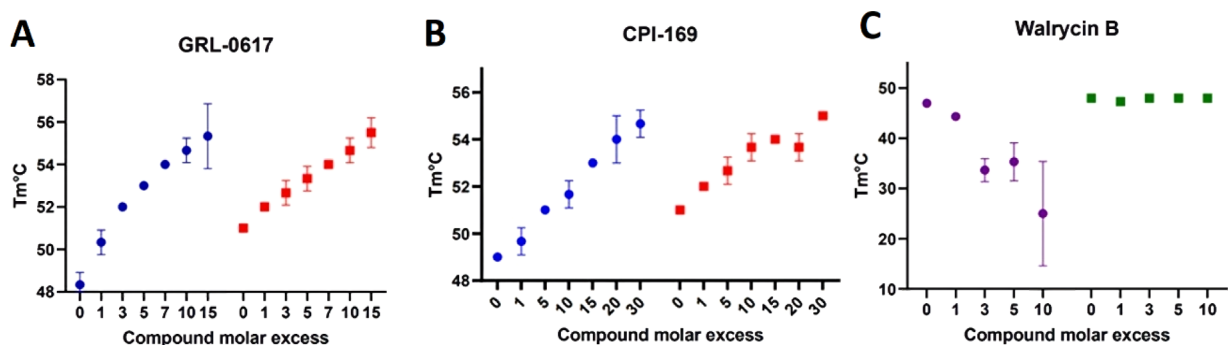 A
GRL-0617
Tm°C
58
56
54
52
50
48
0 1 3 5 7 10 15 0 1 3 5 7 10 15
Compound molar excess
B
CPI-169
Tm°C
56
54
52
50
48
0 1 5 10 15 20 30 0 1 5 10 15 20 30
Compound molar excess
C
Walrycin B
Tm°C
50
40
30
20
10
0 1 3 5 10 0 1 3 5 10
Compound molar excess